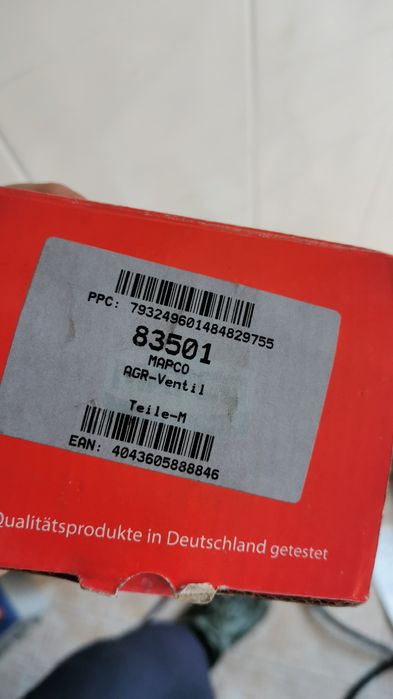 PPC: 793249601484829755
83501
MAPCO
AGR-Ventil
Teile-M
EAN: 4043605888846
Qualitätsprodukte in Deutschland getestet